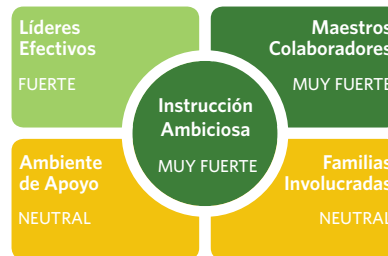 Líderes
Efectivos
FUERTE
Maestros
Colaboradores
MUY FUERTE
Instrucción
Ambiciosa
MUY FUERTE
Ambiente
de Apoyo
NEUTRAL
Familias
Involucradas
NEUTRAL